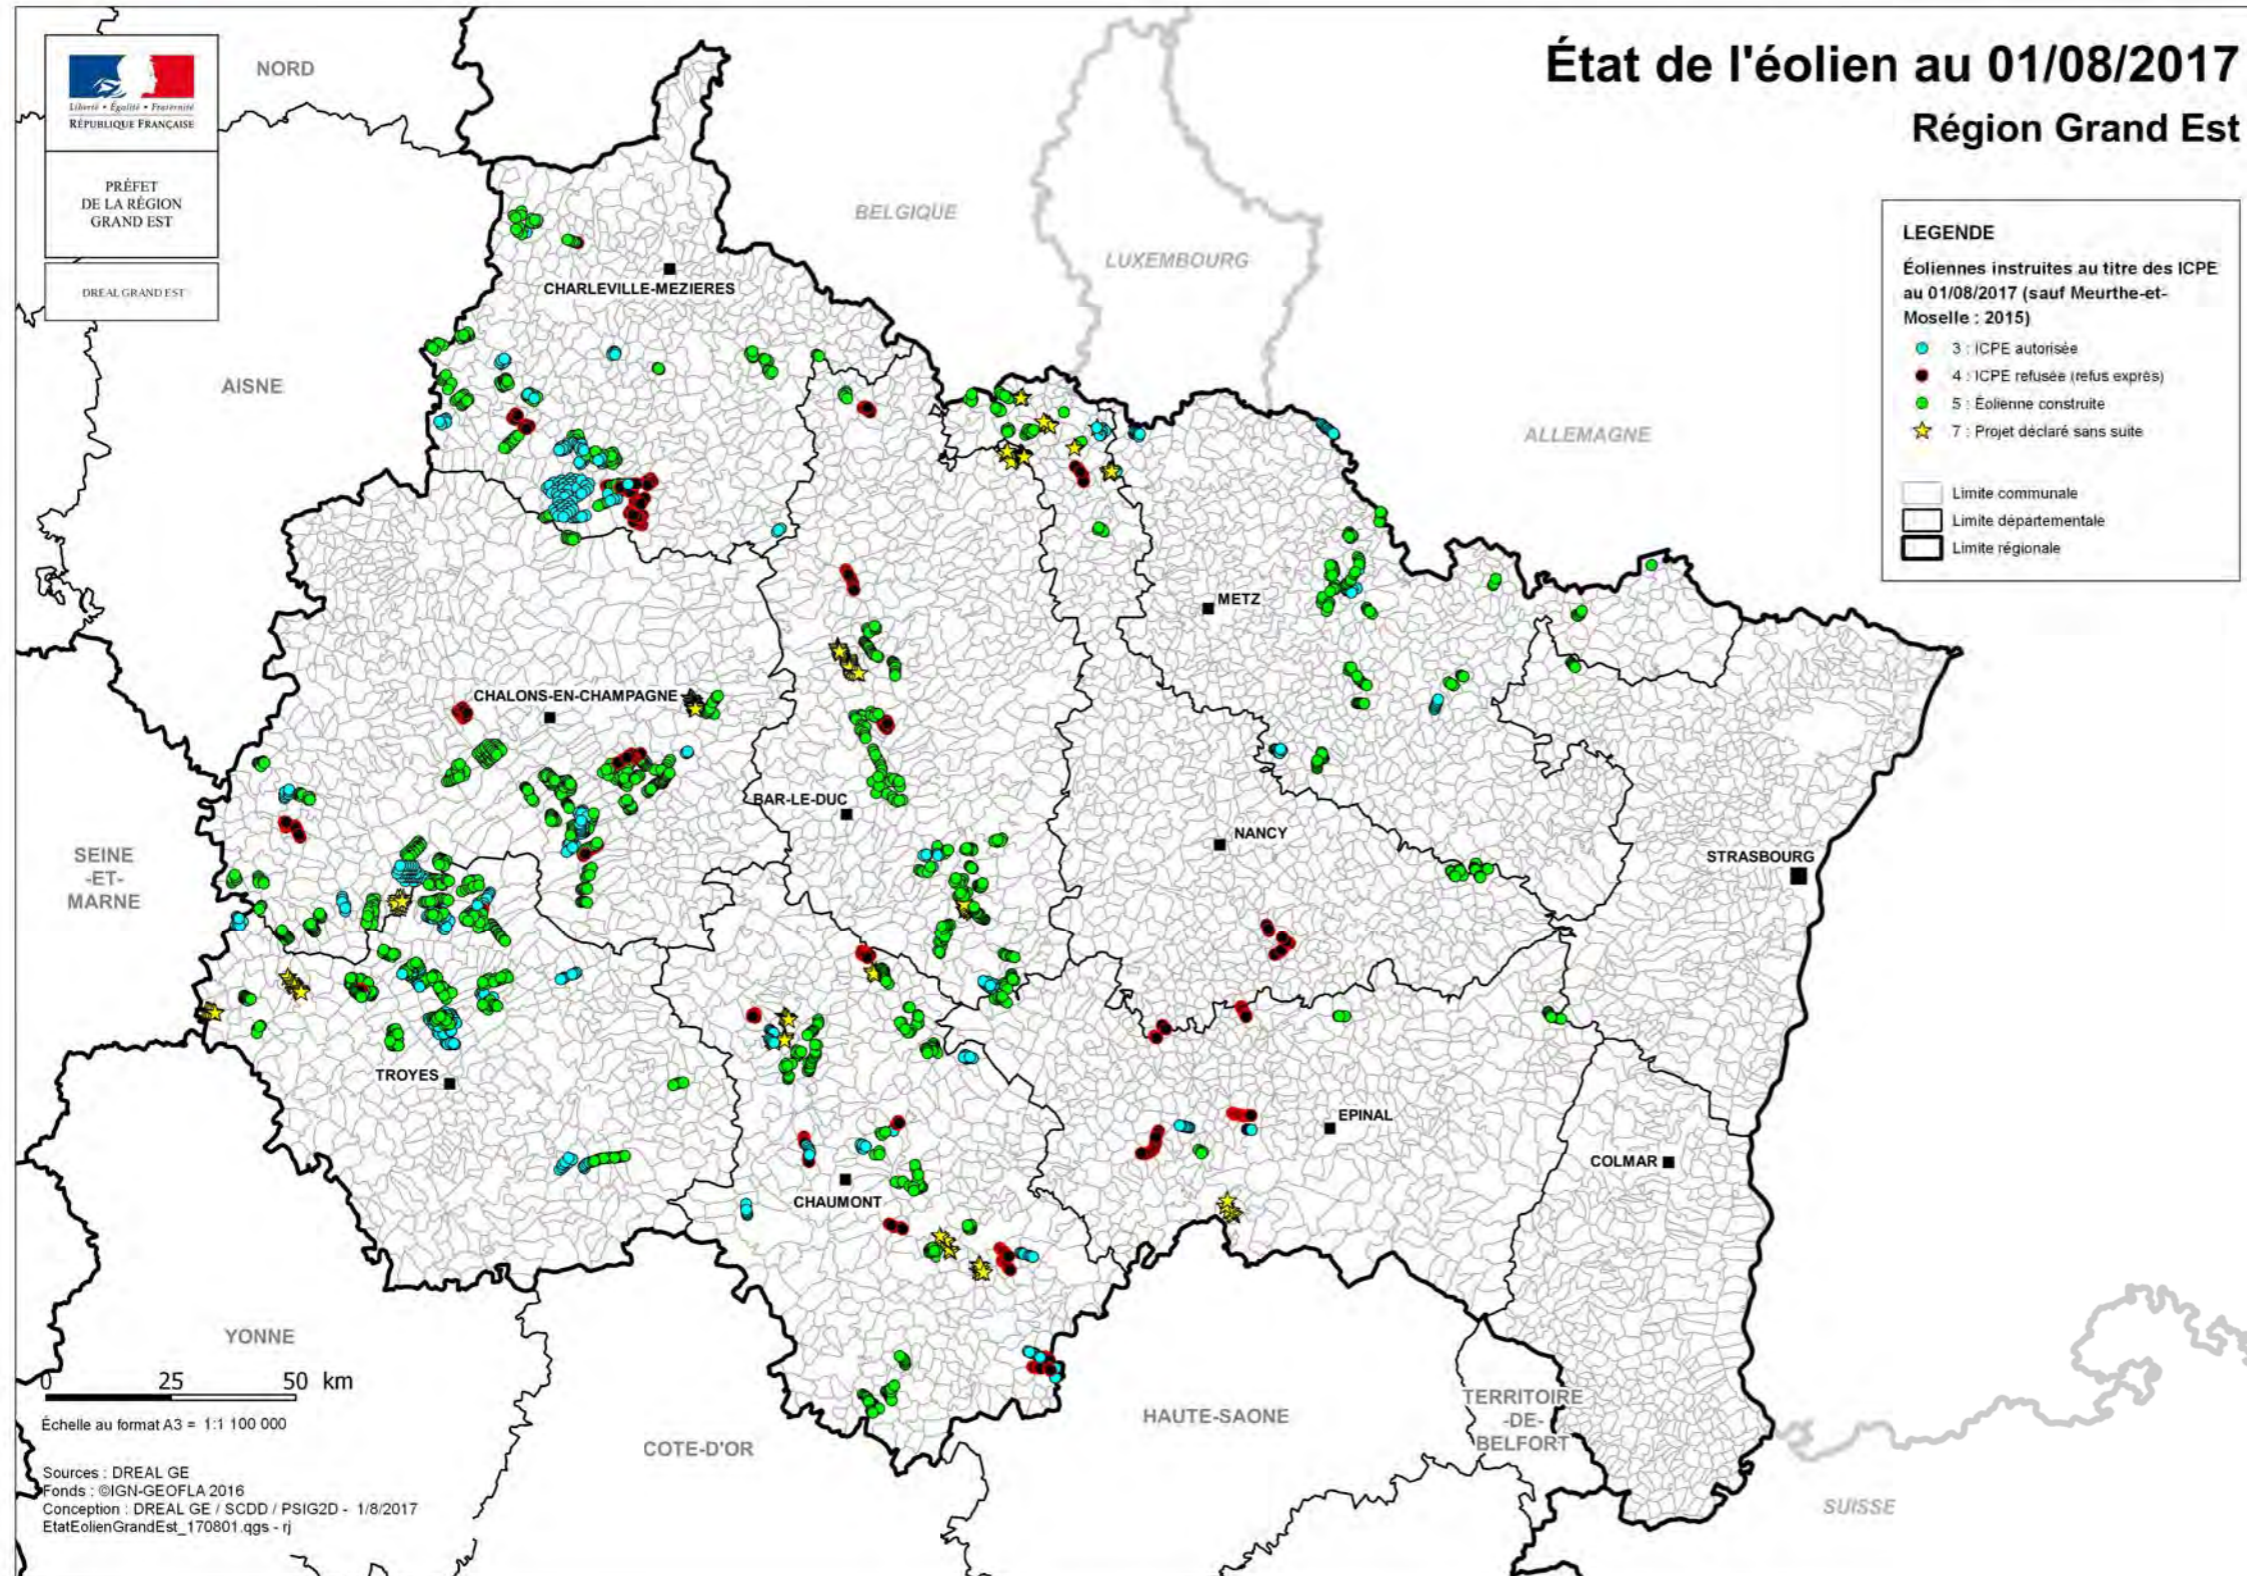 État de l'éolien au 01/08/2017
Région Grand Est
Liberté • Égalité • Fraternité
RÉPUBLIQUE FRANÇAISE
PRÉFET
DE LA RÉGION
GRAND EST
DREAL GRAND EST
LEGENDE
Éoliennes instruites au titre des ICPE
au 01/08/2017 (sauf Meurthe-et-
Moselle : 2015)
3 : ICPE autorisée
4 : ICPE refusée (refus exprès)
5 : Éolienne construite
7 : Projet déclaré sans suite
Limite communale
Limite départementale
Limite régionale
NORD
BELGIQUE
LUXEMBOURG
CHARLEVILLE-MEZIERES
AISNE
ALLEMAGNE
METZ
CHALONS-EN-CHAMPAGNE
BAR-LE-DUC
NANCY
SEINE
-ET-
MARNE
STRASBOURG
TROYES
EPINAL
COLMAR
CHAUMONT
YONNE
HAUTE-SAONE
TERRITOIRE
-DE-
BELFORT
COTE-D'OR
SUISSE
0 25 50 km
Échelle au format A3 = 1:1 100 000
Sources : DREAL GE
Fonds : ©IGN-GEOFLA 2016
Conception : DREAL GE / SCDD / PSIG2D - 1/8/2017
EtatEolienGrandEst_170801.qgs - rj